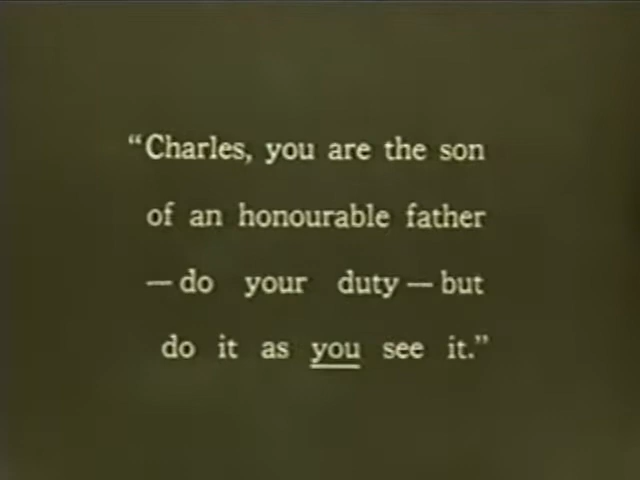 “Charles, you are the son
of an honourable father
— do your duty — but
do it as you see it.”